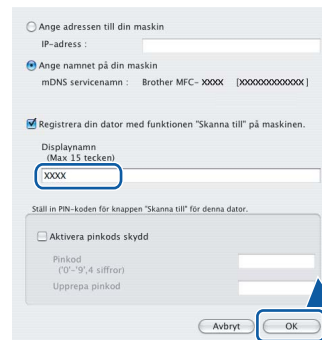 Ange adressen till din maskin
IP-adress :
Ange namnet på din maskin
mDNS servicenamn : Brother MFC- XXXX [XXXXXXXXXXXX]
Registrera din dator med funktionen "Skanna till" på maskinen.
Displaynamn
(Max 15 tecken)
XXXX
Ställ in PIN-koden för knappen "Skanna till" för denna dator.
Aktivera pinkods skydd
Pinkod
('0'-'9',4 siffror)
Upprepa pinkod
Avbryt OK